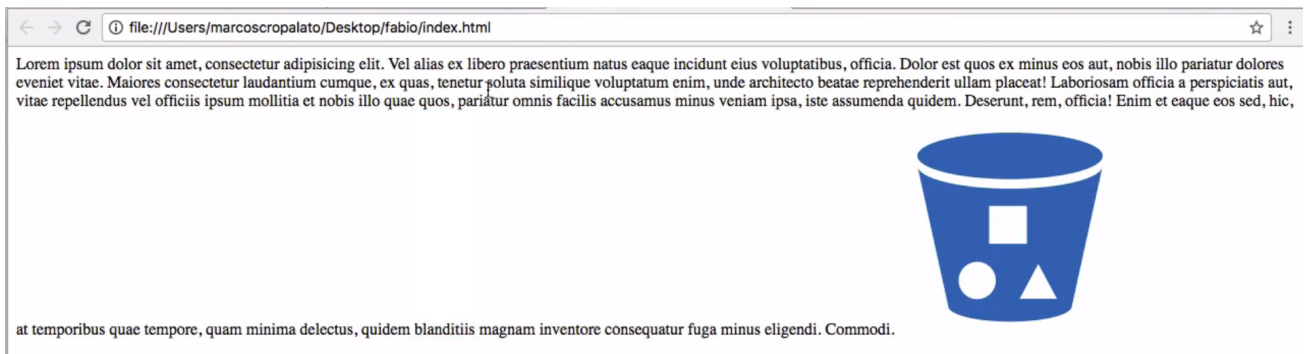 file:///Users/marcoscropalato/Desktop/fabio/index.html
Lorem ipsum dolor sit amet, consectetur adipisicing elit. Vel alias ex libero praesentium natus eaque incidunt eius voluptatibus, officia. Dolor est quos ex minus eos aut, nobis illo pariatur dolores
eveniet vitae. Maiores consectetur laudantium cumque, ex quas, tenetur soluta similique voluptatum enim, unde architecto beatae reprehenderit ullam placeat! Laboriosam officia a perspiciatis aut,
vitae repellendus vel officiis ipsum mollitia et nobis illo quae quos, pariatur omnis facilis accusamus minus veniam ipsa, iste assumenda quidem. Deserunt, rem, officia! Enim et eaque eos sed, hic,
at temporibus quae tempore, quam minima delectus, quidem blanditiis magnam inventore consequatur fuga minus eligendi. Commodi.